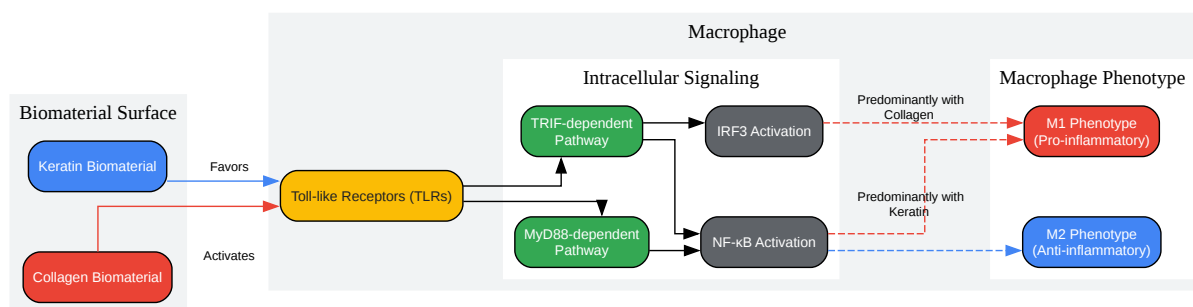 Macrophage
Intracellular Signaling
Macrophage Phenotype
Biomaterial Surface
Keratin Biomaterial
Collagen Biomaterial
Favors
Activates
Toll-like Receptors (TLRs)
TRIF-dependent
Pathway
MyD88-dependent
Pathway
IRF3 Activation
NF-κB Activation
Predominantly with
Collagen
Predominantly with
Keratin
M1 Phenotype
(Pro-inflammatory)
M2 Phenotype
(Anti-inflammatory)